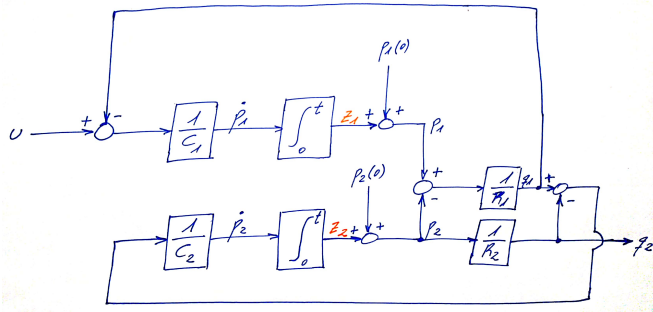 p1(0)
U + - 1/C1 ṗ1 ∫0t z1 + + p1
p2(0)
+ - 1/R1 q1 + -
1/C2 ṗ2 ∫0t z2 + + p2 1/R2 q2